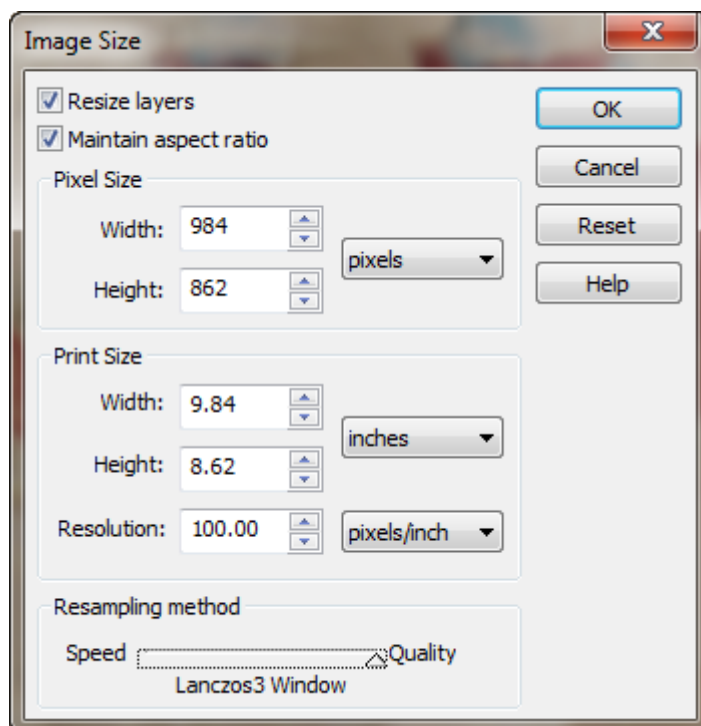 Image Size
Resize layers
OK
Maintain aspect ratio
Cancel
Pixel Size
Width: 984
pixels
Reset
Height: 862
Help
Print Size
Width: 9.84
inches
Height: 8.62
Resolution: 100.00 pixels/inch
Resampling method
Speed Quality
Lanczos3 Window